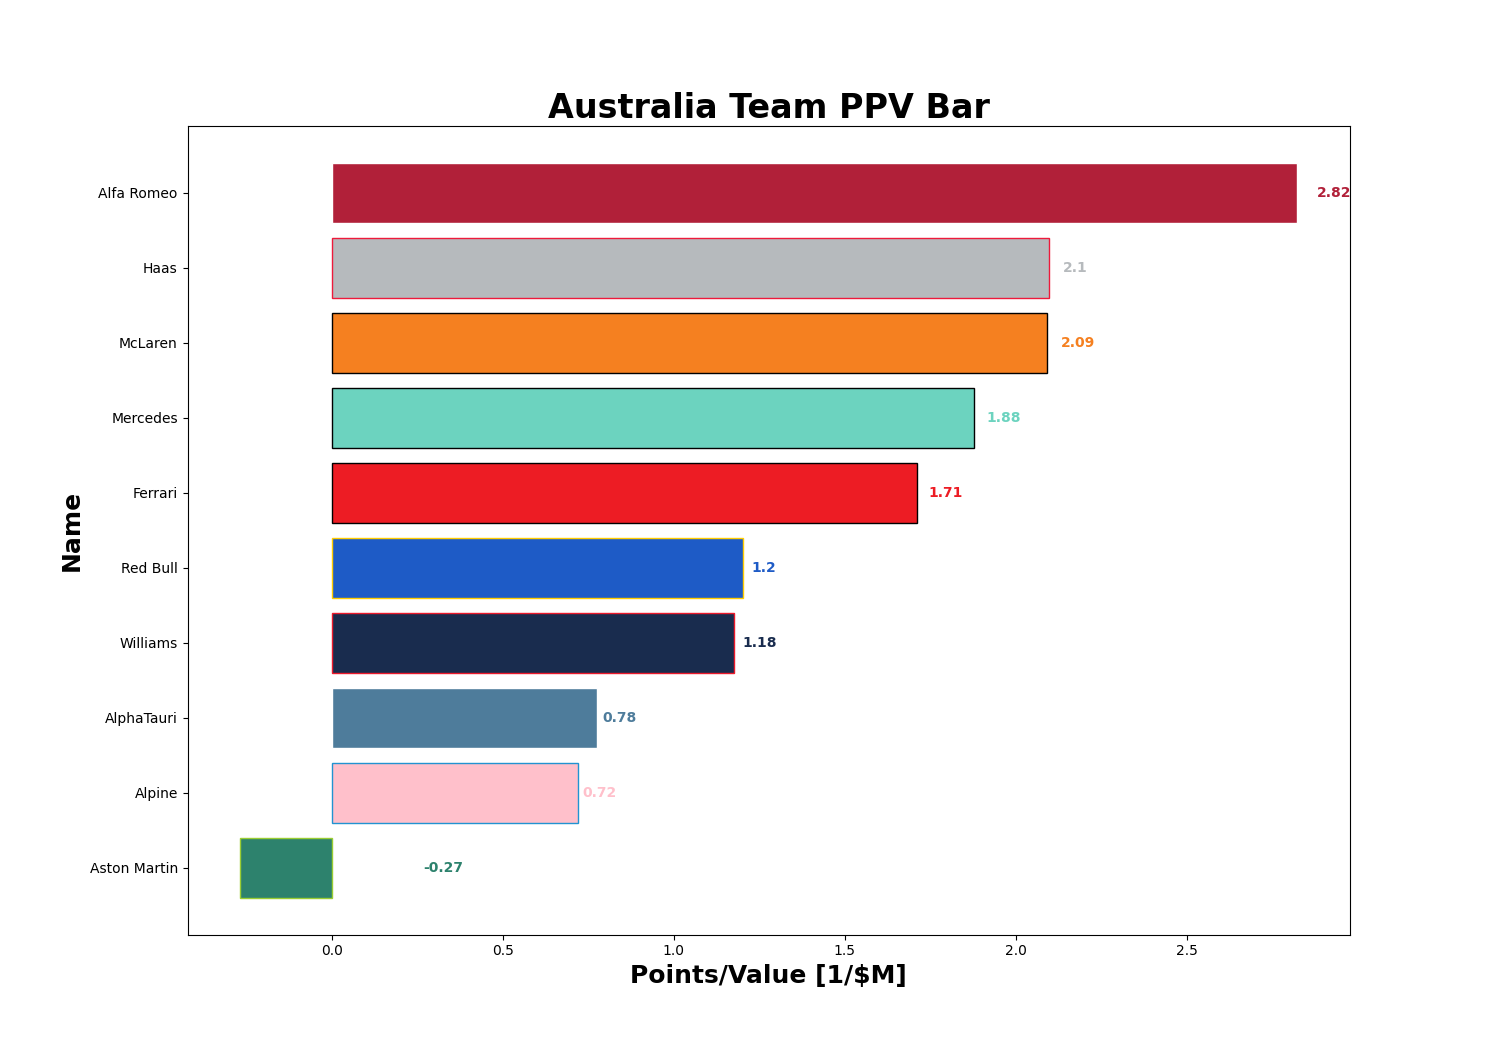 Australia Team PPV Bar
Alfa Romeo 2.82
Haas 2.1
McLaren 2.09
Mercedes 1.88
Ferrari 1.71
Red Bull 1.2
Williams 1.18
AlphaTauri 0.78
Alpine 0.72
Aston Martin -0.27
Name
0.0 0.5 1.0 1.5 2.0 2.5
Points/Value [1/$M]